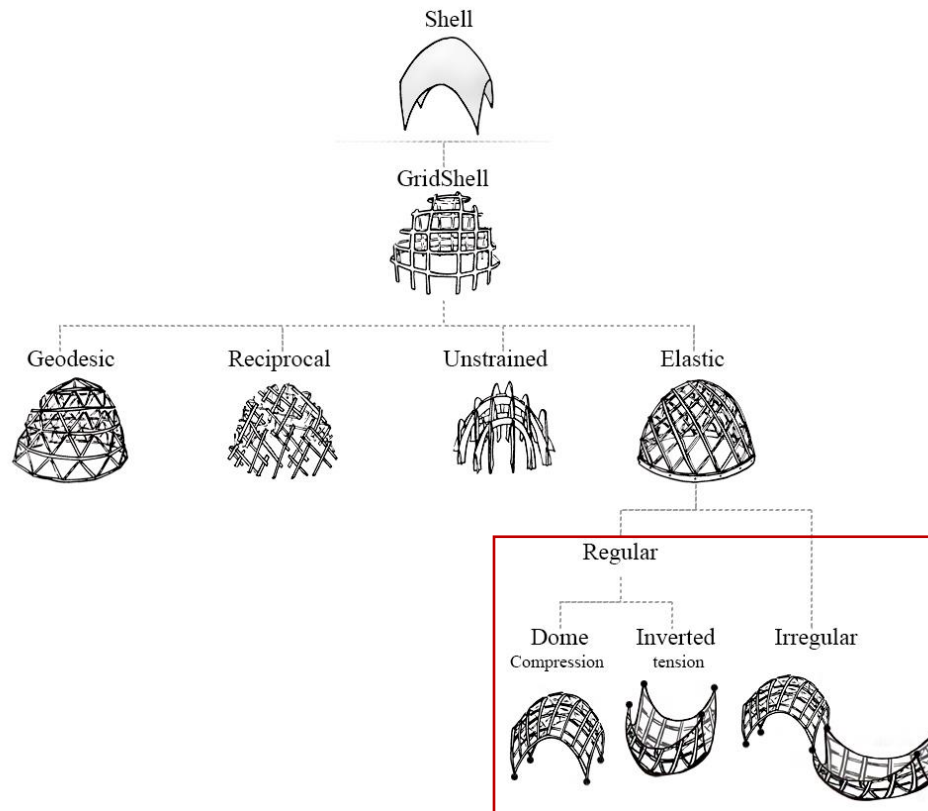 Shell
GridShell
Geodesic
Reciprocal
Unstrained
Elastic
Regular
Dome
Compression
Inverted
tension
Irregular